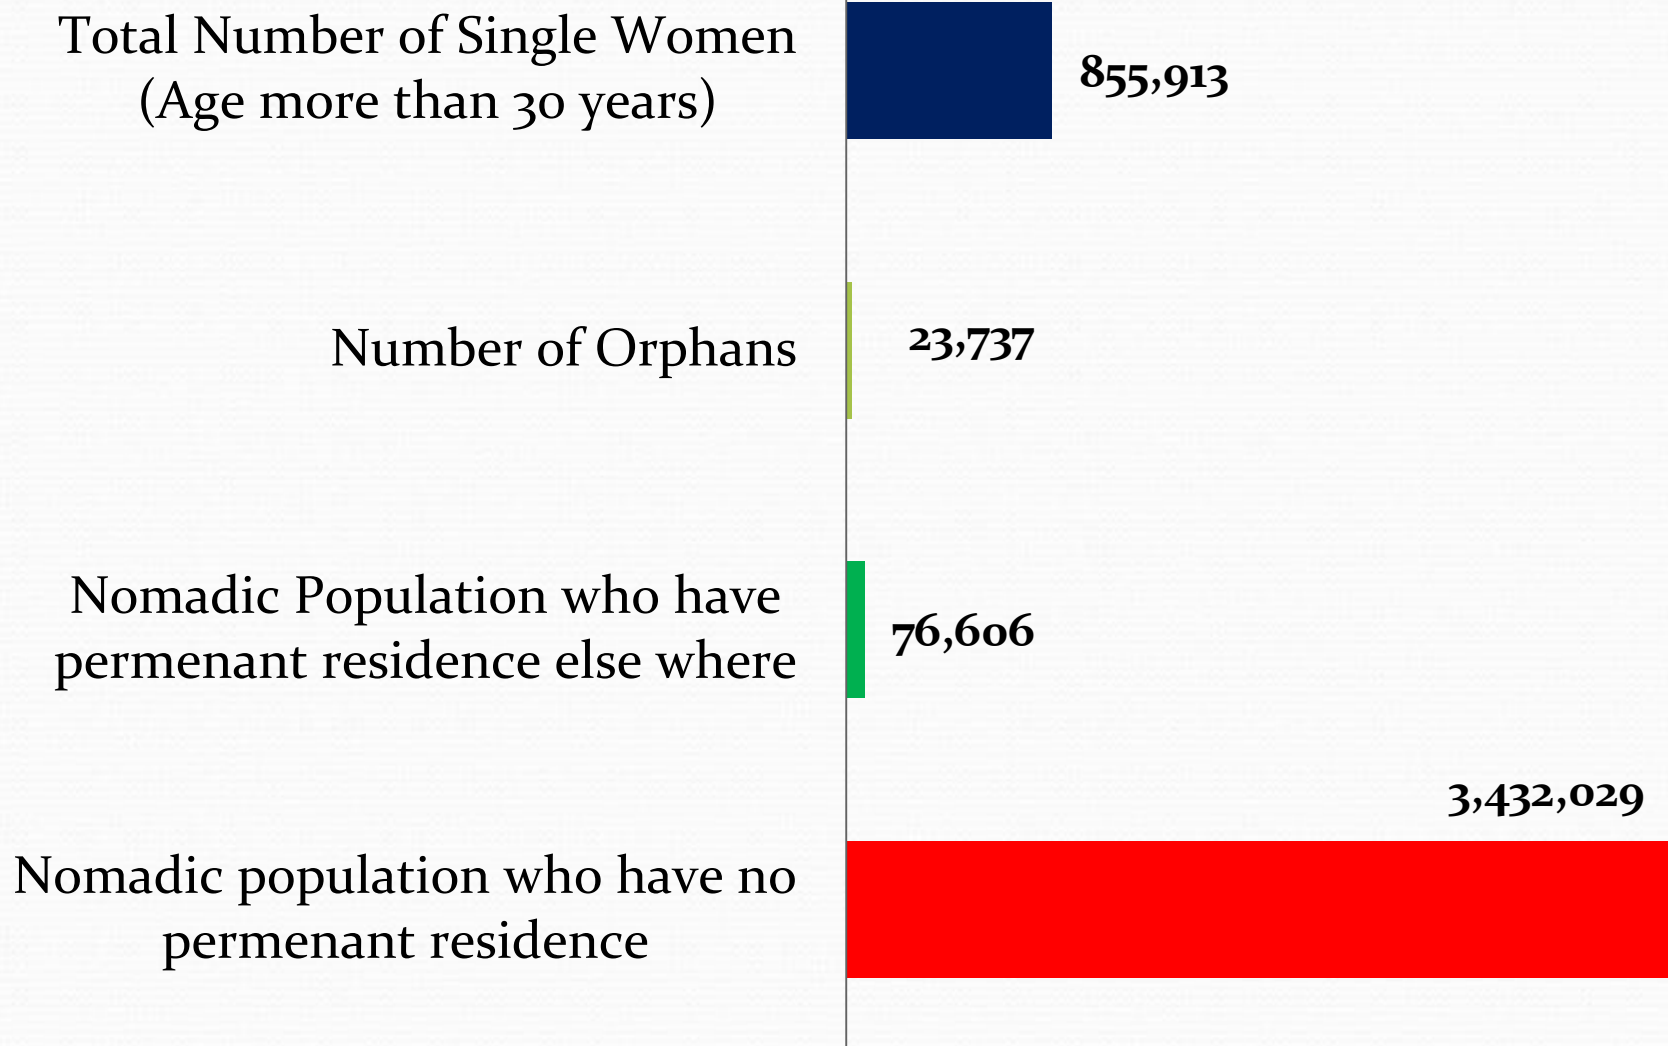 Total Number of Single Women
(Age more than 30 years)
855,913
Number of Orphans
23,737
Nomadic Population who have
permenant residence else where
76,606
3,432,029
Nomadic population who have no
permenant residence